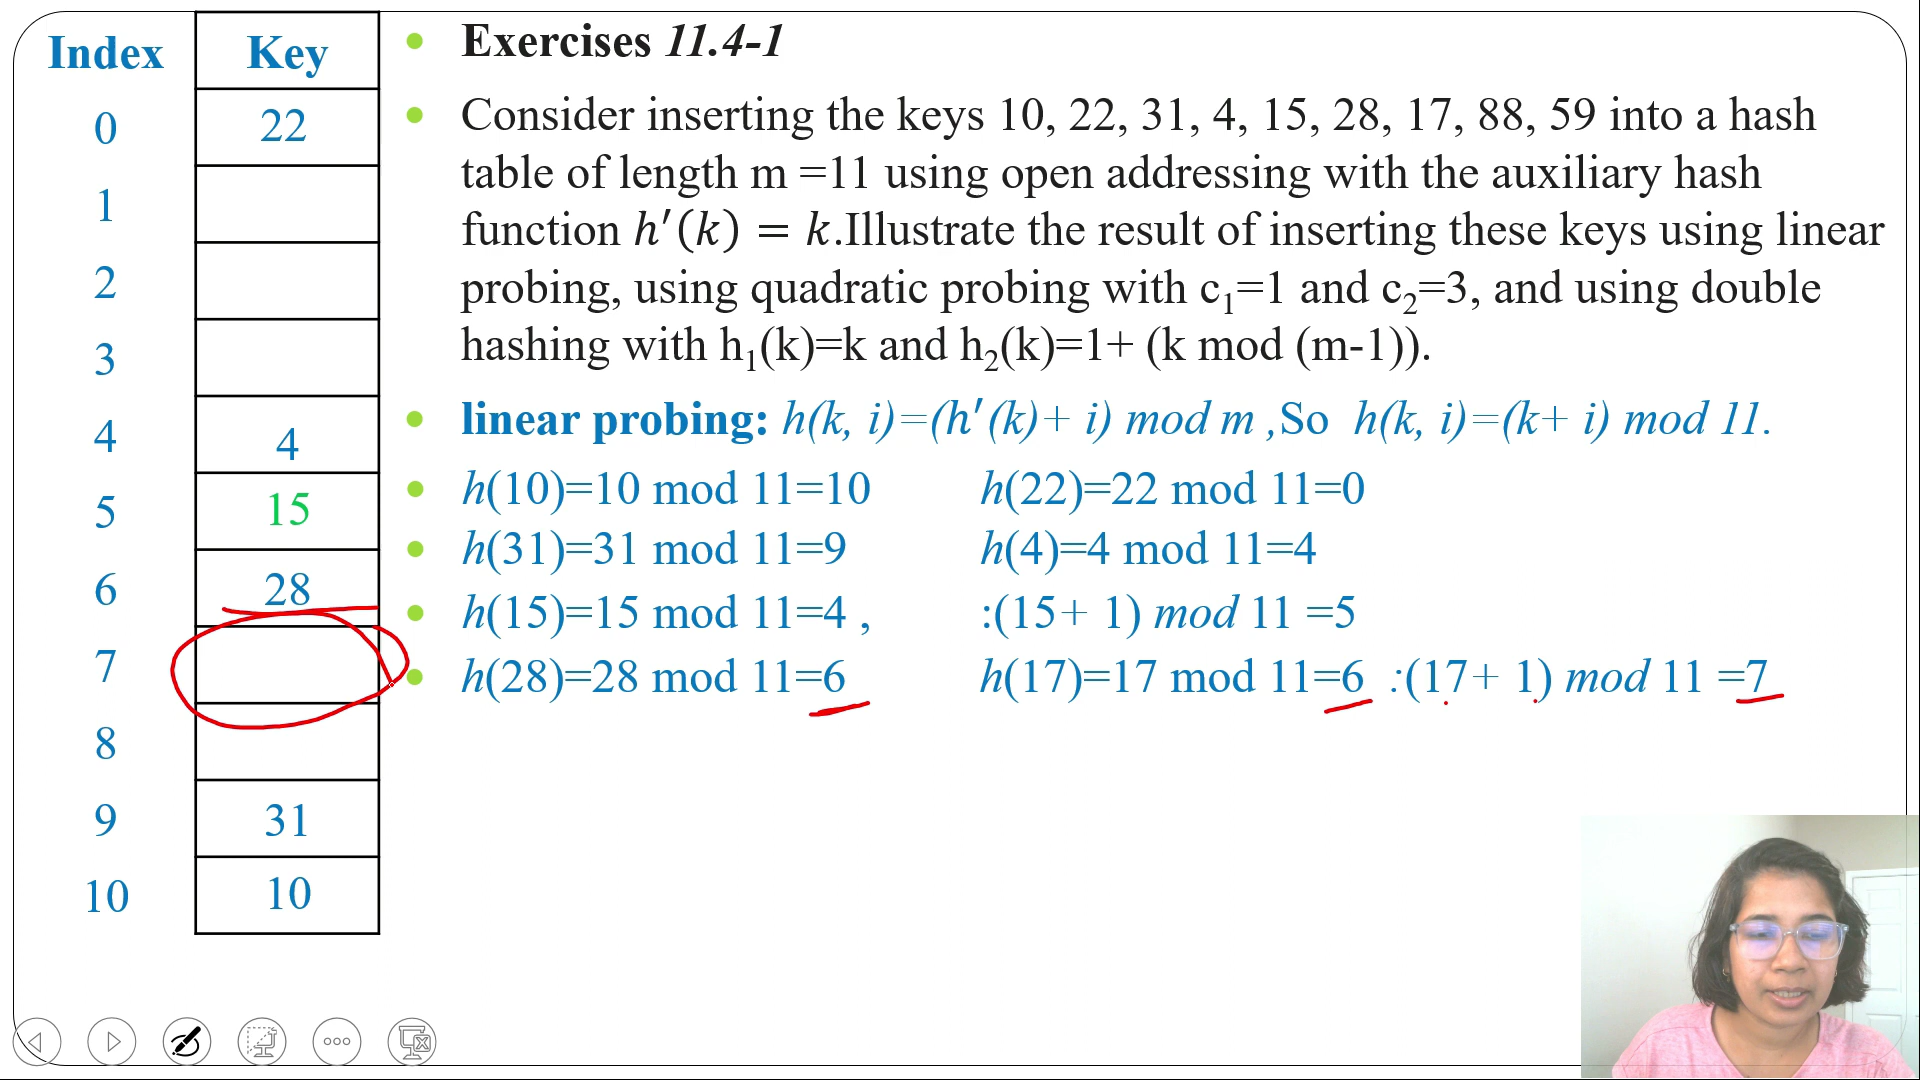 Index Key
0 22
1
2
3
4 4
5 15
6 28
7
8
9 31
10 10
• Exercises 11.4-1
• Consider inserting the keys 10, 22, 31, 4, 15, 28, 17, 88, 59 into a hash
table of length m =11 using open addressing with the auxiliary hash
function h′(k) = k.Illustrate the result of inserting these keys using linear
probing, using quadratic probing with c₁=1 and c₂=3, and using double
hashing with h₁(k)=k and h₂(k)=1+ (k mod (m-1)).
• linear probing: h(k, i)=(h′(k)+ i) mod m ,So h(k, i)=(k+ i) mod 11.
• h(10)=10 mod 11=10 h(22)=22 mod 11=0
• h(31)=31 mod 11=9 h(4)=4 mod 11=4
• h(15)=15 mod 11=4 , :(15+ 1) mod 11 =5
• h(28)=28 mod 11=6 h(17)=17 mod 11=6 :(17+ 1) mod 11 =7